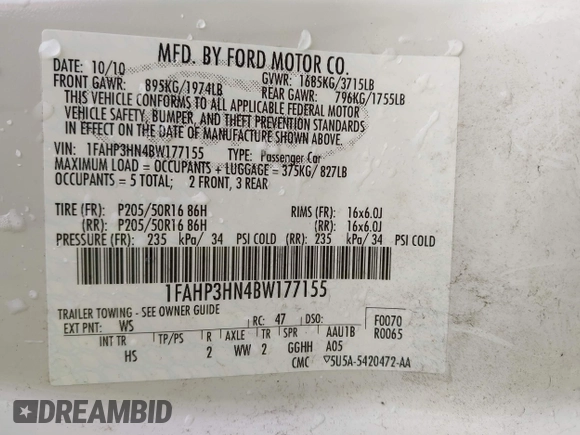 MFD. BY FORD MOTOR CO.
DATE: 10/10 GVWR: 1685KG/3715LB
FRONT GAWR: 895KG/1974LB REAR GAWR: 796KG/1755LB
THIS VEHICLE CONFORMS TO ALL APPLICABLE FEDERAL MOTOR
VEHICLE SAFETY, BUMPER, AND THEFT PREVENTION STANDARDS
IN EFFECT ON THE DATE OF MANUFACTURE SHOWN ABOVE.
VIN: 1FAHP3HN4BW177155 TYPE: Passenger Car
MAXIMUM LOAD = OCCUPANTS + LUGGAGE = 375KG/ 827LB
OCCUPANTS = 5 TOTAL; 2 FRONT, 3 REAR
TIRE (FR): P205/50R16 86H RIMS (FR): 16x6.0J
(RR): P205/50R16 86H (RR): 16x6.0J
PRESSURE (FR): 235 kPa/ 34 PSI COLD (RR): 235 kPa/ 34 PSI COLD
1FAHP3HN4BW177155
TRAILER TOWING - SEE OWNER GUIDE
EXT PNT: WS RC: 47 DSO: F0070
INT TR TP/PS R AXLE TR SPR AAU1B R0065
HS 2 WW 2 GGHH A05
CMC 5U5A-5420472-AA
DREAMBID